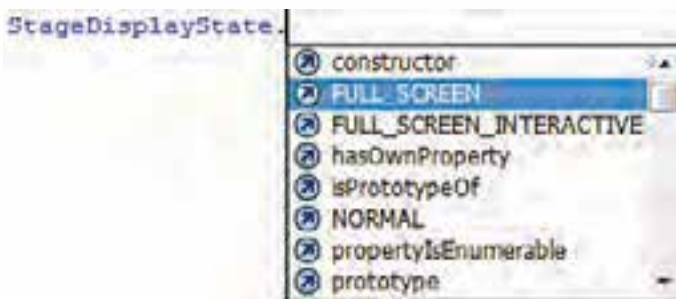 StageDisplayState.
constructor
FULL_SCREEN
FULL_SCREEN_INTERACTIVE
hasOwnProperty
isPrototypeOf
NORMAL
propertyIsEnumerable
prototype